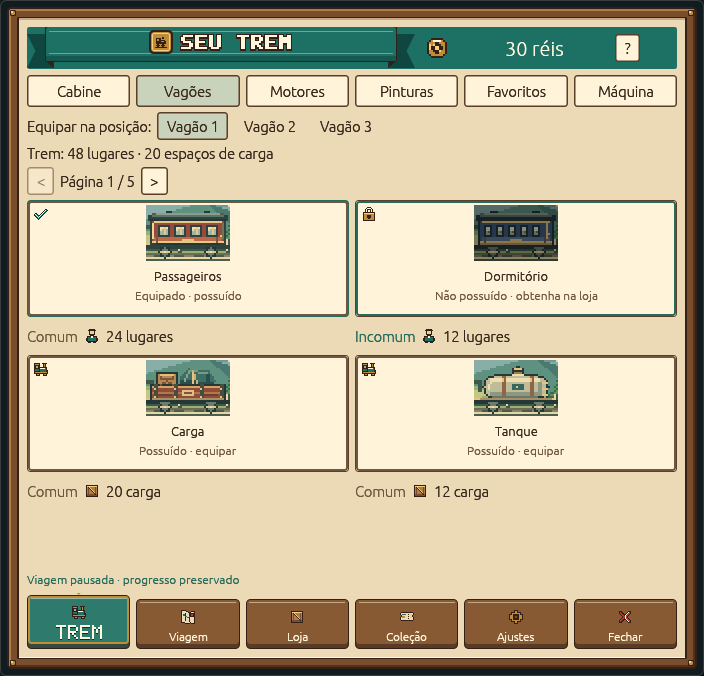 SEU TREM
30 réis
?
Cabine
Vagões
Motores
Pinturas
Favoritos
Máquina
Equipar na posição: Vagão 1 Vagão 2 Vagão 3
Trem: 48 lugares · 20 espaços de carga
< Página 1 / 5 >
Passageiros
Equipado · possuído
Comum 24 lugares
Dormitório
Não possuído · obtenha na loja
Incomum 12 lugares
Carga
Possuído · equipar
Comum 20 carga
Tanque
Possuído · equipar
Comum 12 carga
Viagem pausada · progresso preservado
TREM
Viagem
Loja
Coleção
Ajustes
Fechar